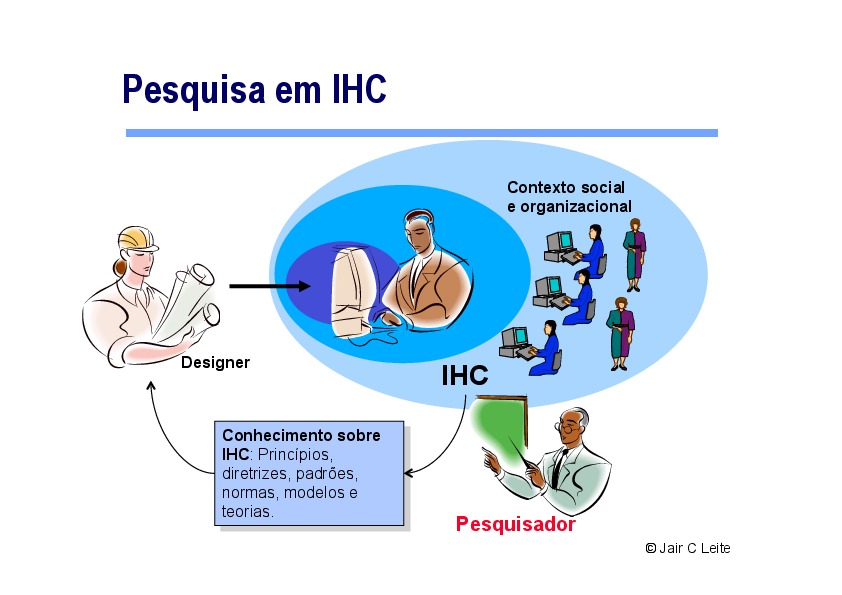 Pesquisa em IHC
Contexto social
e organizacional
Designer
IHC
Conhecimento sobre
IHC: Princípios,
diretrizes, padrões,
normas, modelos e
teorias.
Pesquisador
© Jair C Leite